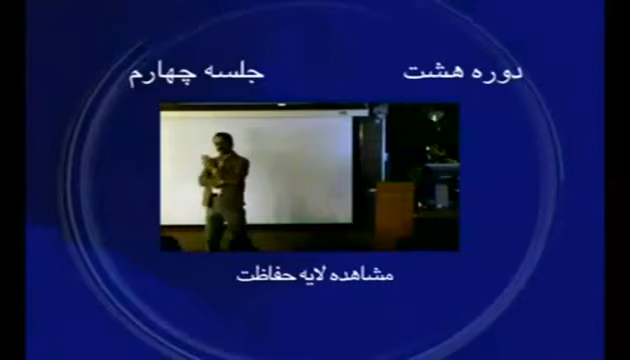 دوره هشت
جلسه چهارم
مشاهده لایه حفاظت